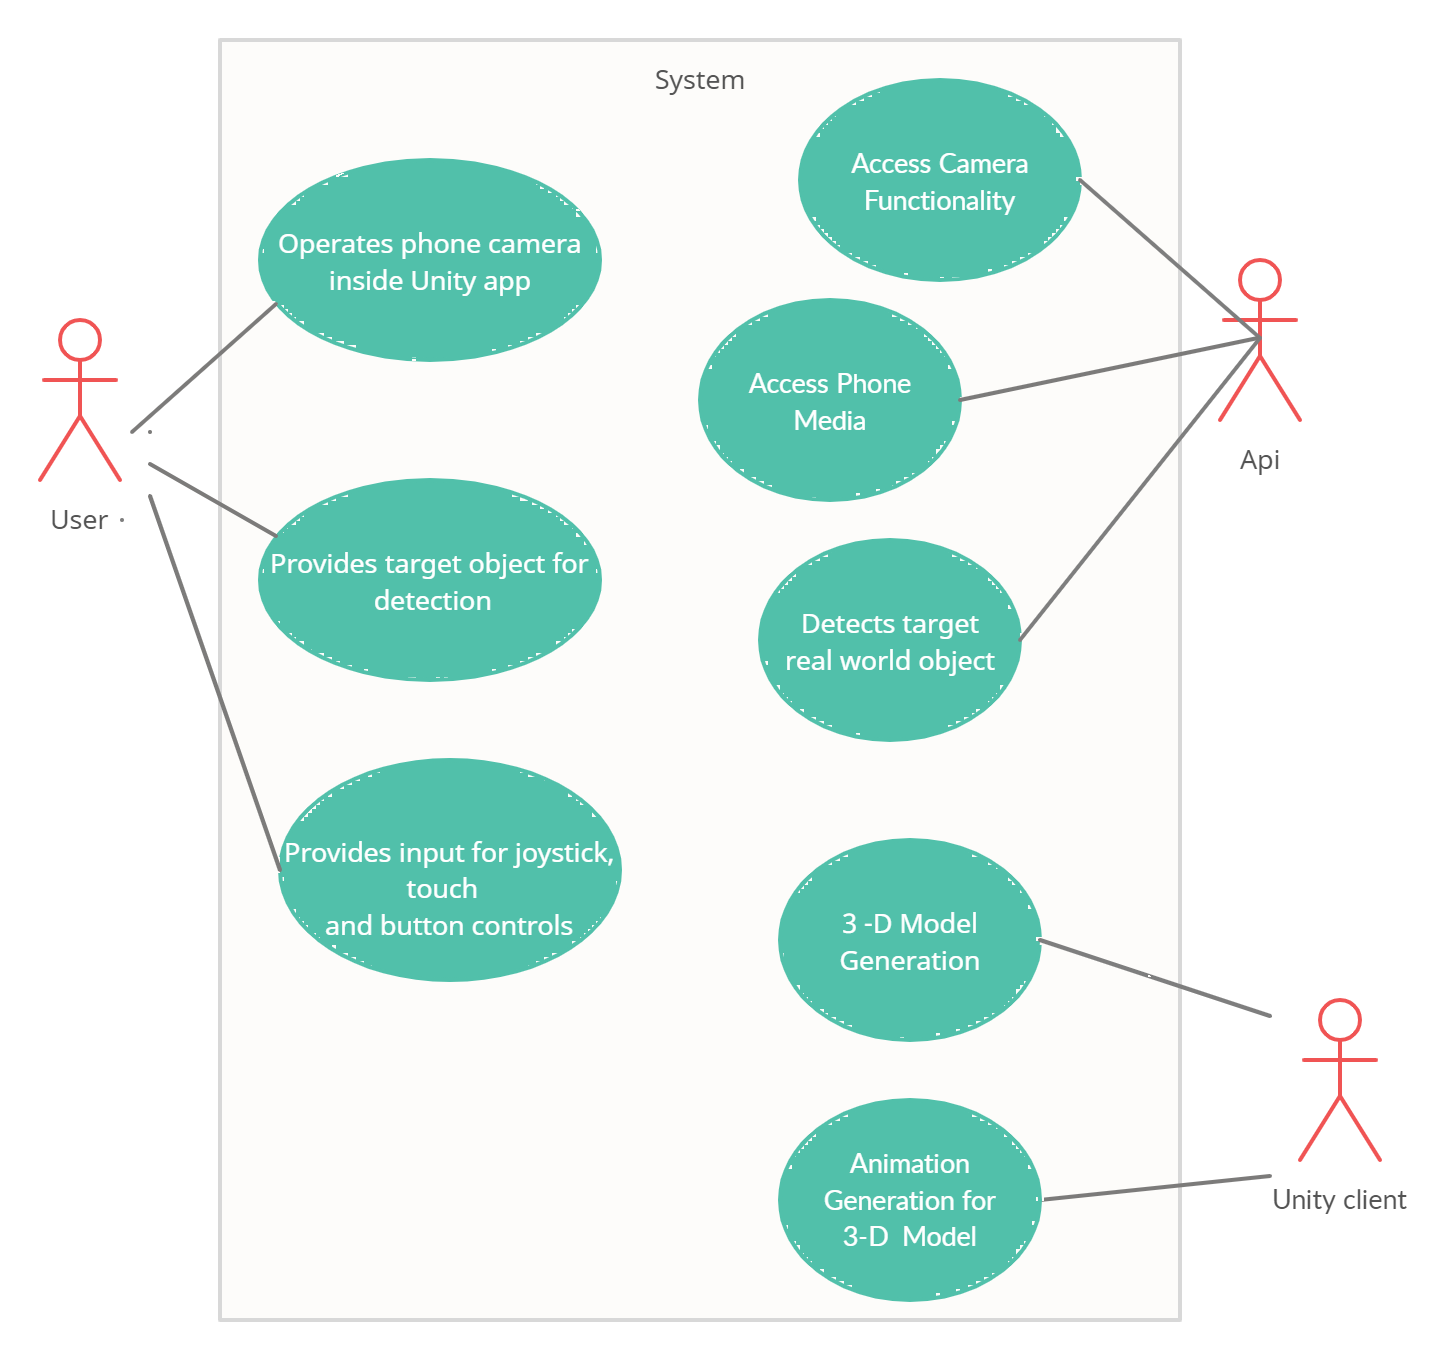 System
Access Camera
Functionality
Operates phone camera
inside Unity app
Access Phone
Media
Api
User
Provides target object for
detection
Detects target
real world object
Provides input for joystick,
touch
and button controls
3 -D Model
Generation
Animation
Generation for
3-D Model
Unity client